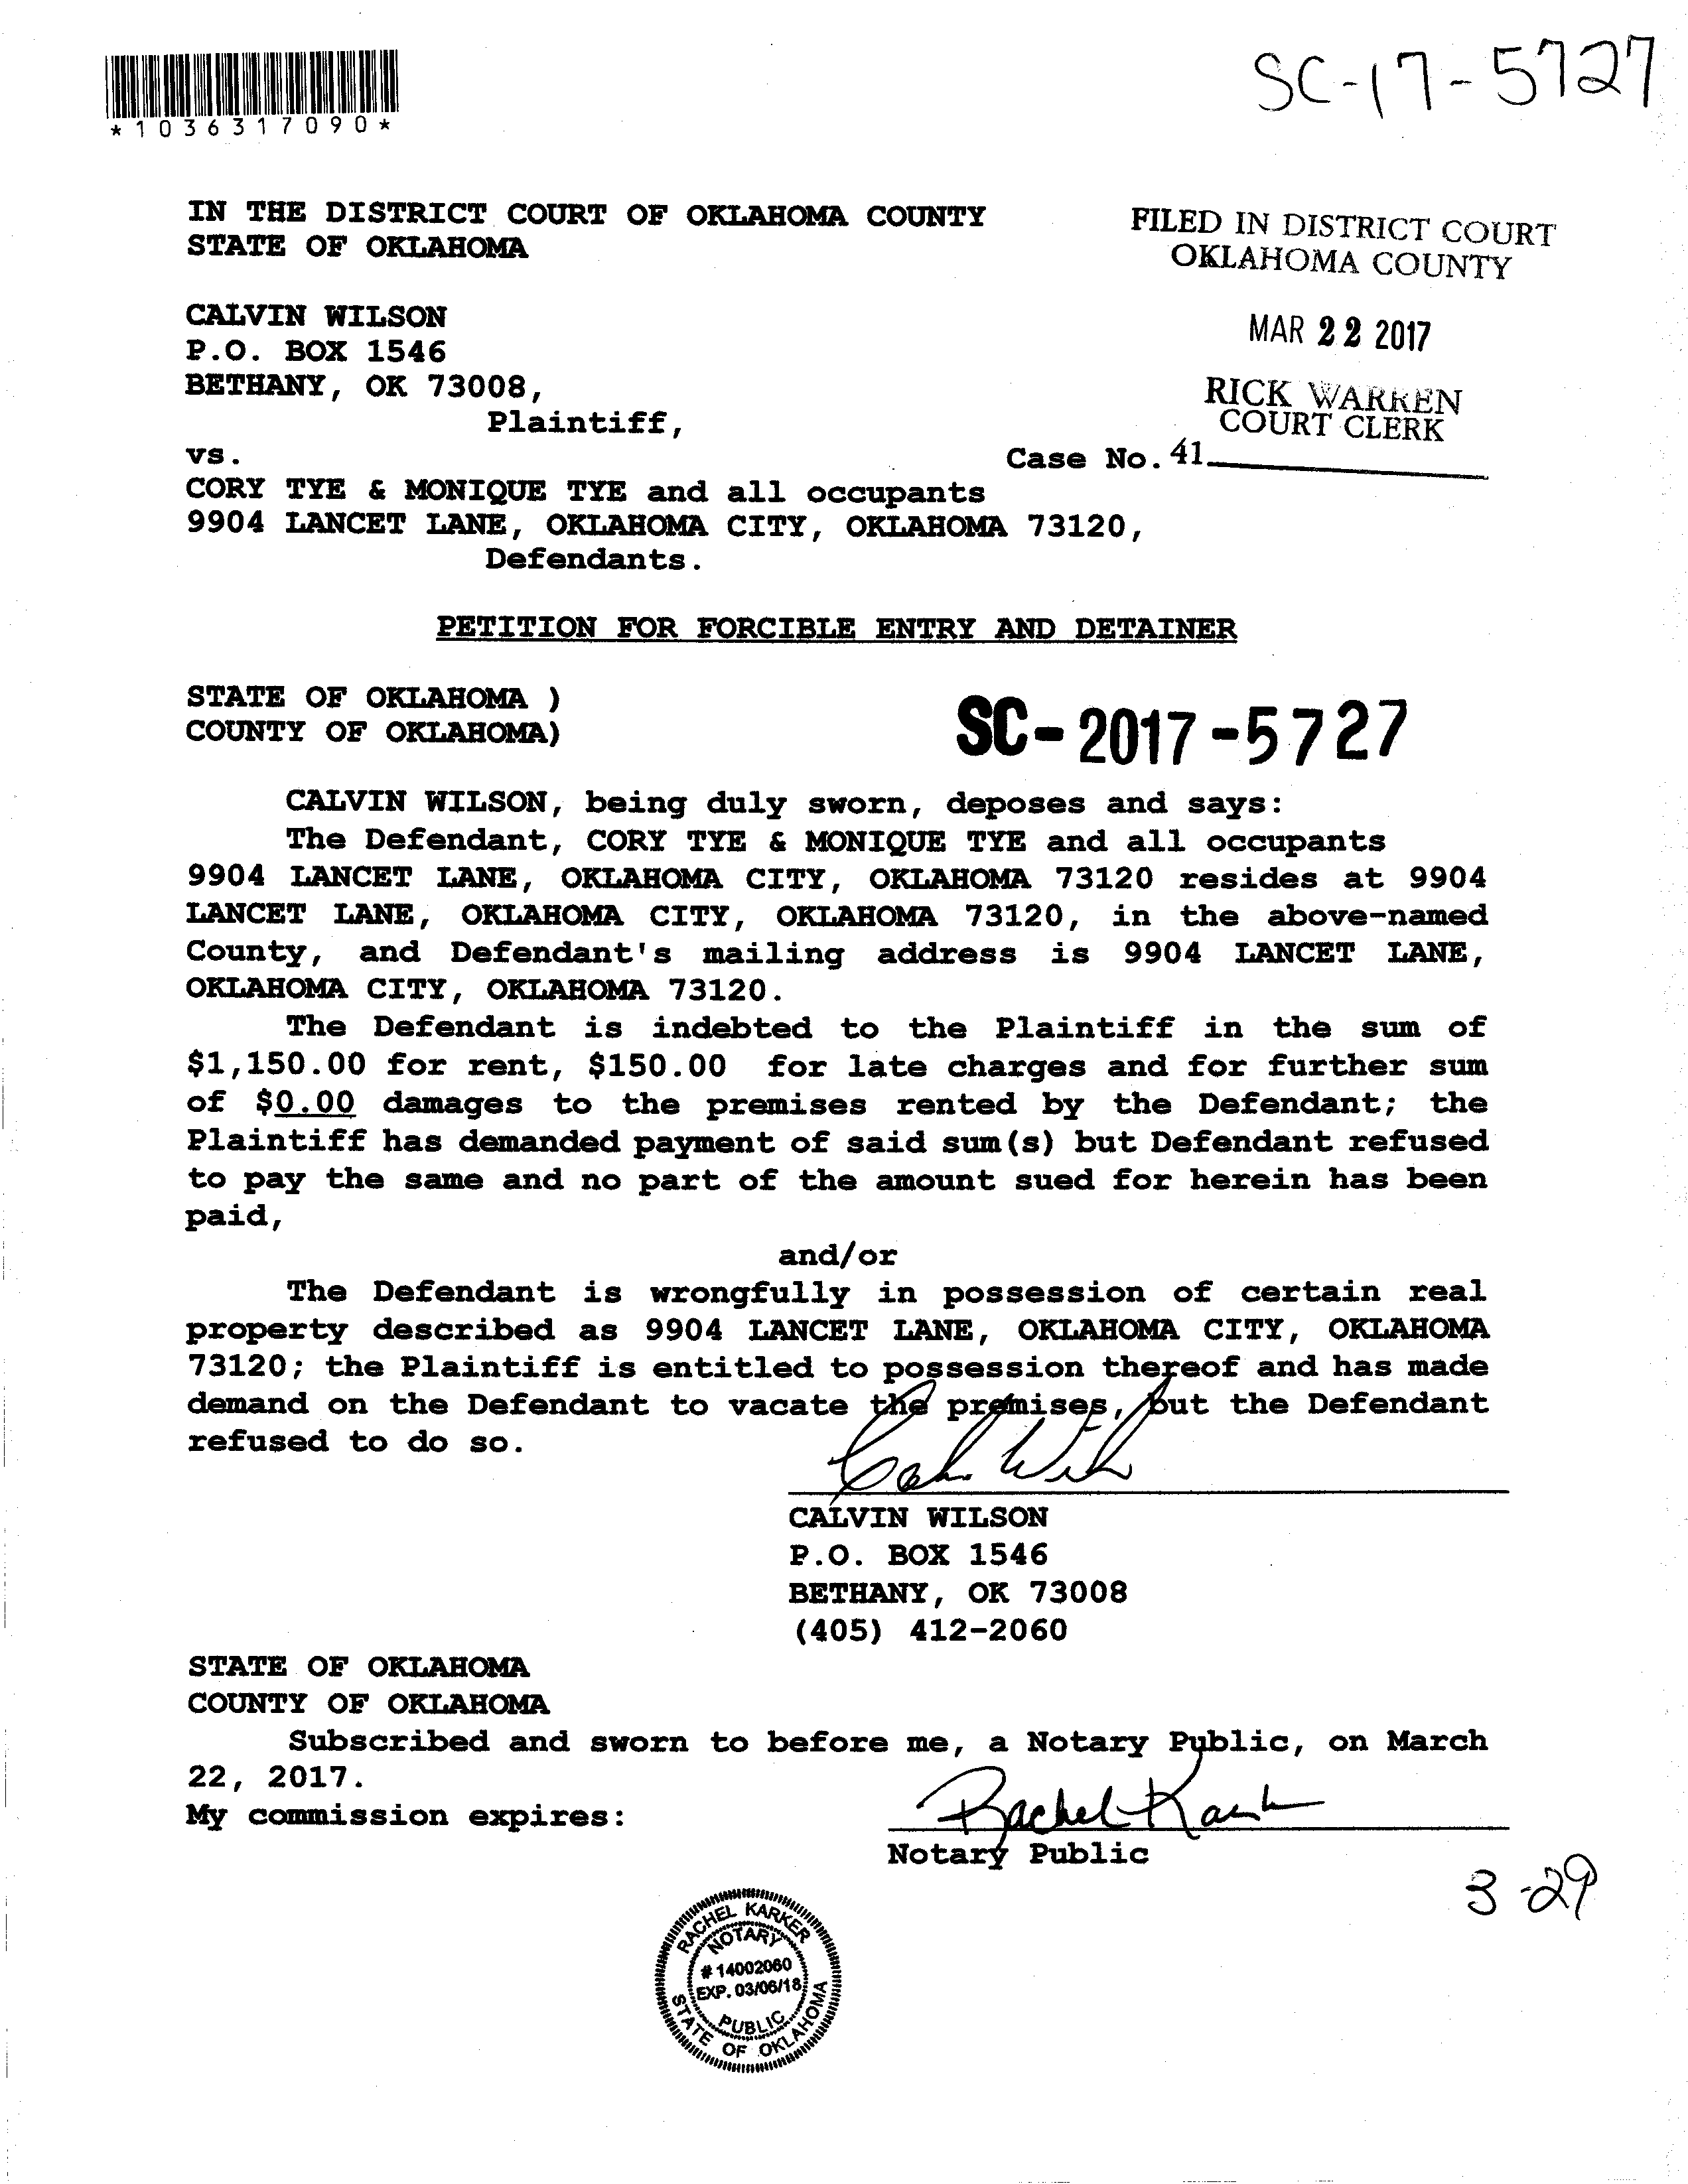 SC-17-5727
*1036317090*
IN THE DISTRICT COURT OF OKLAHOMA COUNTY
STATE OF OKLAHOMA
FILED IN DISTRICT COURT
OKLAHOMA COUNTY
MAR 22 2017
RICK WARREN
COURT CLERK
41
CALVIN WILSON
P.O. BOX 1546
BETHANY, OK 73008,
Plaintiff,
vs.
Case No.
CORY TYE & MONIQUE TYE and all occupants
9904 LANCET LANE, OKLAHOMA CITY, OKLAHOMA 73120,
Defendants.
PETITION FOR FORCIBLE ENTRY AND DETAINER
STATE OF OKLAHOMA )
COUNTY OF OKLAHOMA)
SC-2017-5727
CALVIN WILSON, being duly sworn, deposes and says:
The Defendant, CORY TYE & MONIQUE TYE and all occupants
9904 LANCET LANE, OKLAHOMA CITY, OKLAHOMA 73120 resides at 9904
LANCET LANE, OKLAHOMA CITY, OKLAHOMA 73120, in the above-named
County, and Defendant's mailing address is 9904 LANCET LANE,
OKLAHOMA CITY, OKLAHOMA 73120.
The Defendant is indebted to the Plaintiff in the sum of
$1,150.00 for rent, $150.00 for late charges and for further sum
of $0.00 damages to the premises rented by the Defendant; the
Plaintiff has demanded payment of said sum(s) but Defendant refused
to pay the same and no part of the amount sued for herein has been
paid,
and/or
The Defendant is wrongfully in possession of certain real
property described as 9904 LANCET LANE, OKLAHOMA CITY, OKLAHOMA
73120; the Plaintiff is entitled to possession thereof and has made
demand on the Defendant to vacate the premises, but the Defendant
refused to do so.
CALVIN WILSON
P.O. BOX 1546
BETHANY, OK 73008
(405) 412-2060
STATE OF OKLAHOMA
COUNTY OF OKLAHOMA
Subscribed and sworn to before me, a Notary Public, on March
22, 2017.
My commission expires:
Rachel Kark
Notary Public
3-29
RACHEL KARKER
NOTARY
# 14002060
EXP. 03/06/18
PUBLIC
STATE OF OKLAHOMA